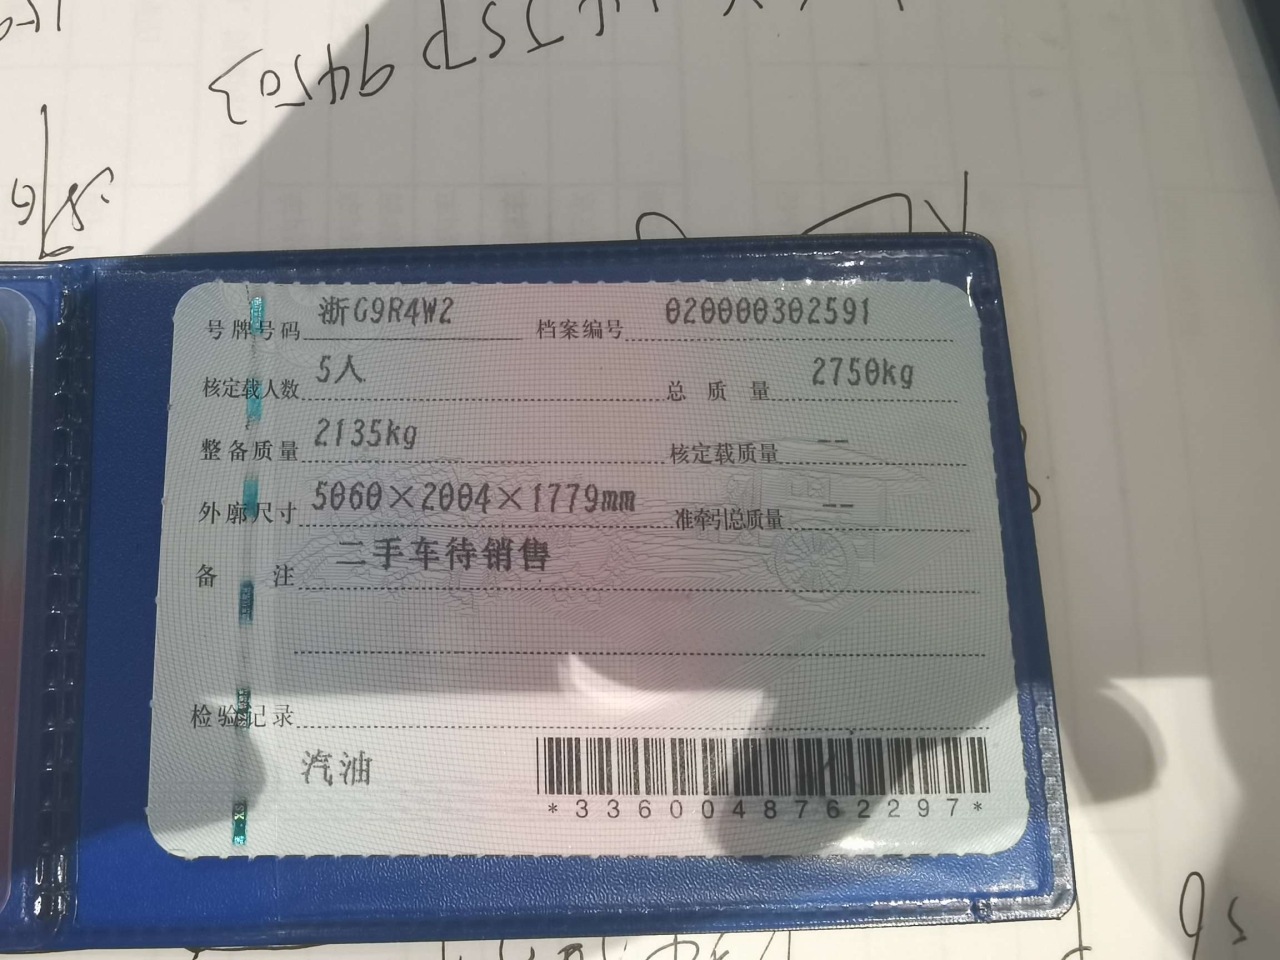 号牌号码 浙G9R4W2 档案编号 020000302591
核定载人数 5人 总质量 2750kg
整备质量 2135kg 核定载质量 --
外廓尺寸 5060×2004×1779mm 准牵引总质量 --
备注 二手车待销售
检验记录
汽油
*3360048762297*